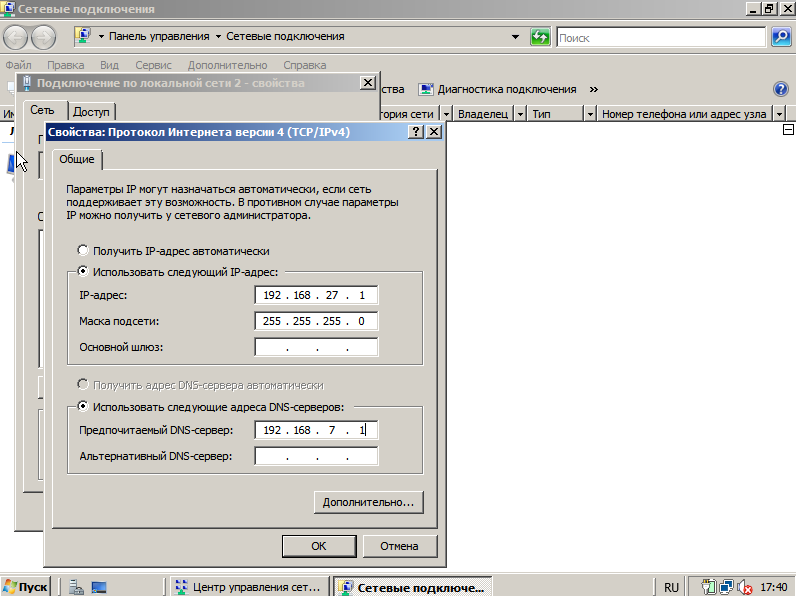 Сетевые подключения
Панель управления Сетевые подключения
Поиск
Файл Правка Вид Сервис Дополнительно Справка
Подключение по локальной сети 2 - свойства
ства Диагностика подключения »
Сеть Доступ
гория сети Владелец Тип Номер телефона или адрес узла
Свойства: Протокол Интернета версии 4 (TCP/IPv4)
Общие
Параметры IP могут назначаться автоматически, если сеть
поддерживает эту возможность. В противном случае параметры
IP можно получить у сетевого администратора.
Получить IP-адрес автоматически
Использовать следующий IP-адрес:
IP-адрес: 192 . 168 . 27 . 1
Маска подсети: 255 . 255 . 255 . 0
Основной шлюз: . . .
Получить адрес DNS-сервера автоматически
Использовать следующие адреса DNS-серверов:
Предпочитаемый DNS-сервер: 192 . 168 . 7 . 1
Альтернативный DNS-сервер: . . .
Дополнительно...
ОК Отмена
Пуск Центр управления сет... Сетевые подключе... RU 17:40